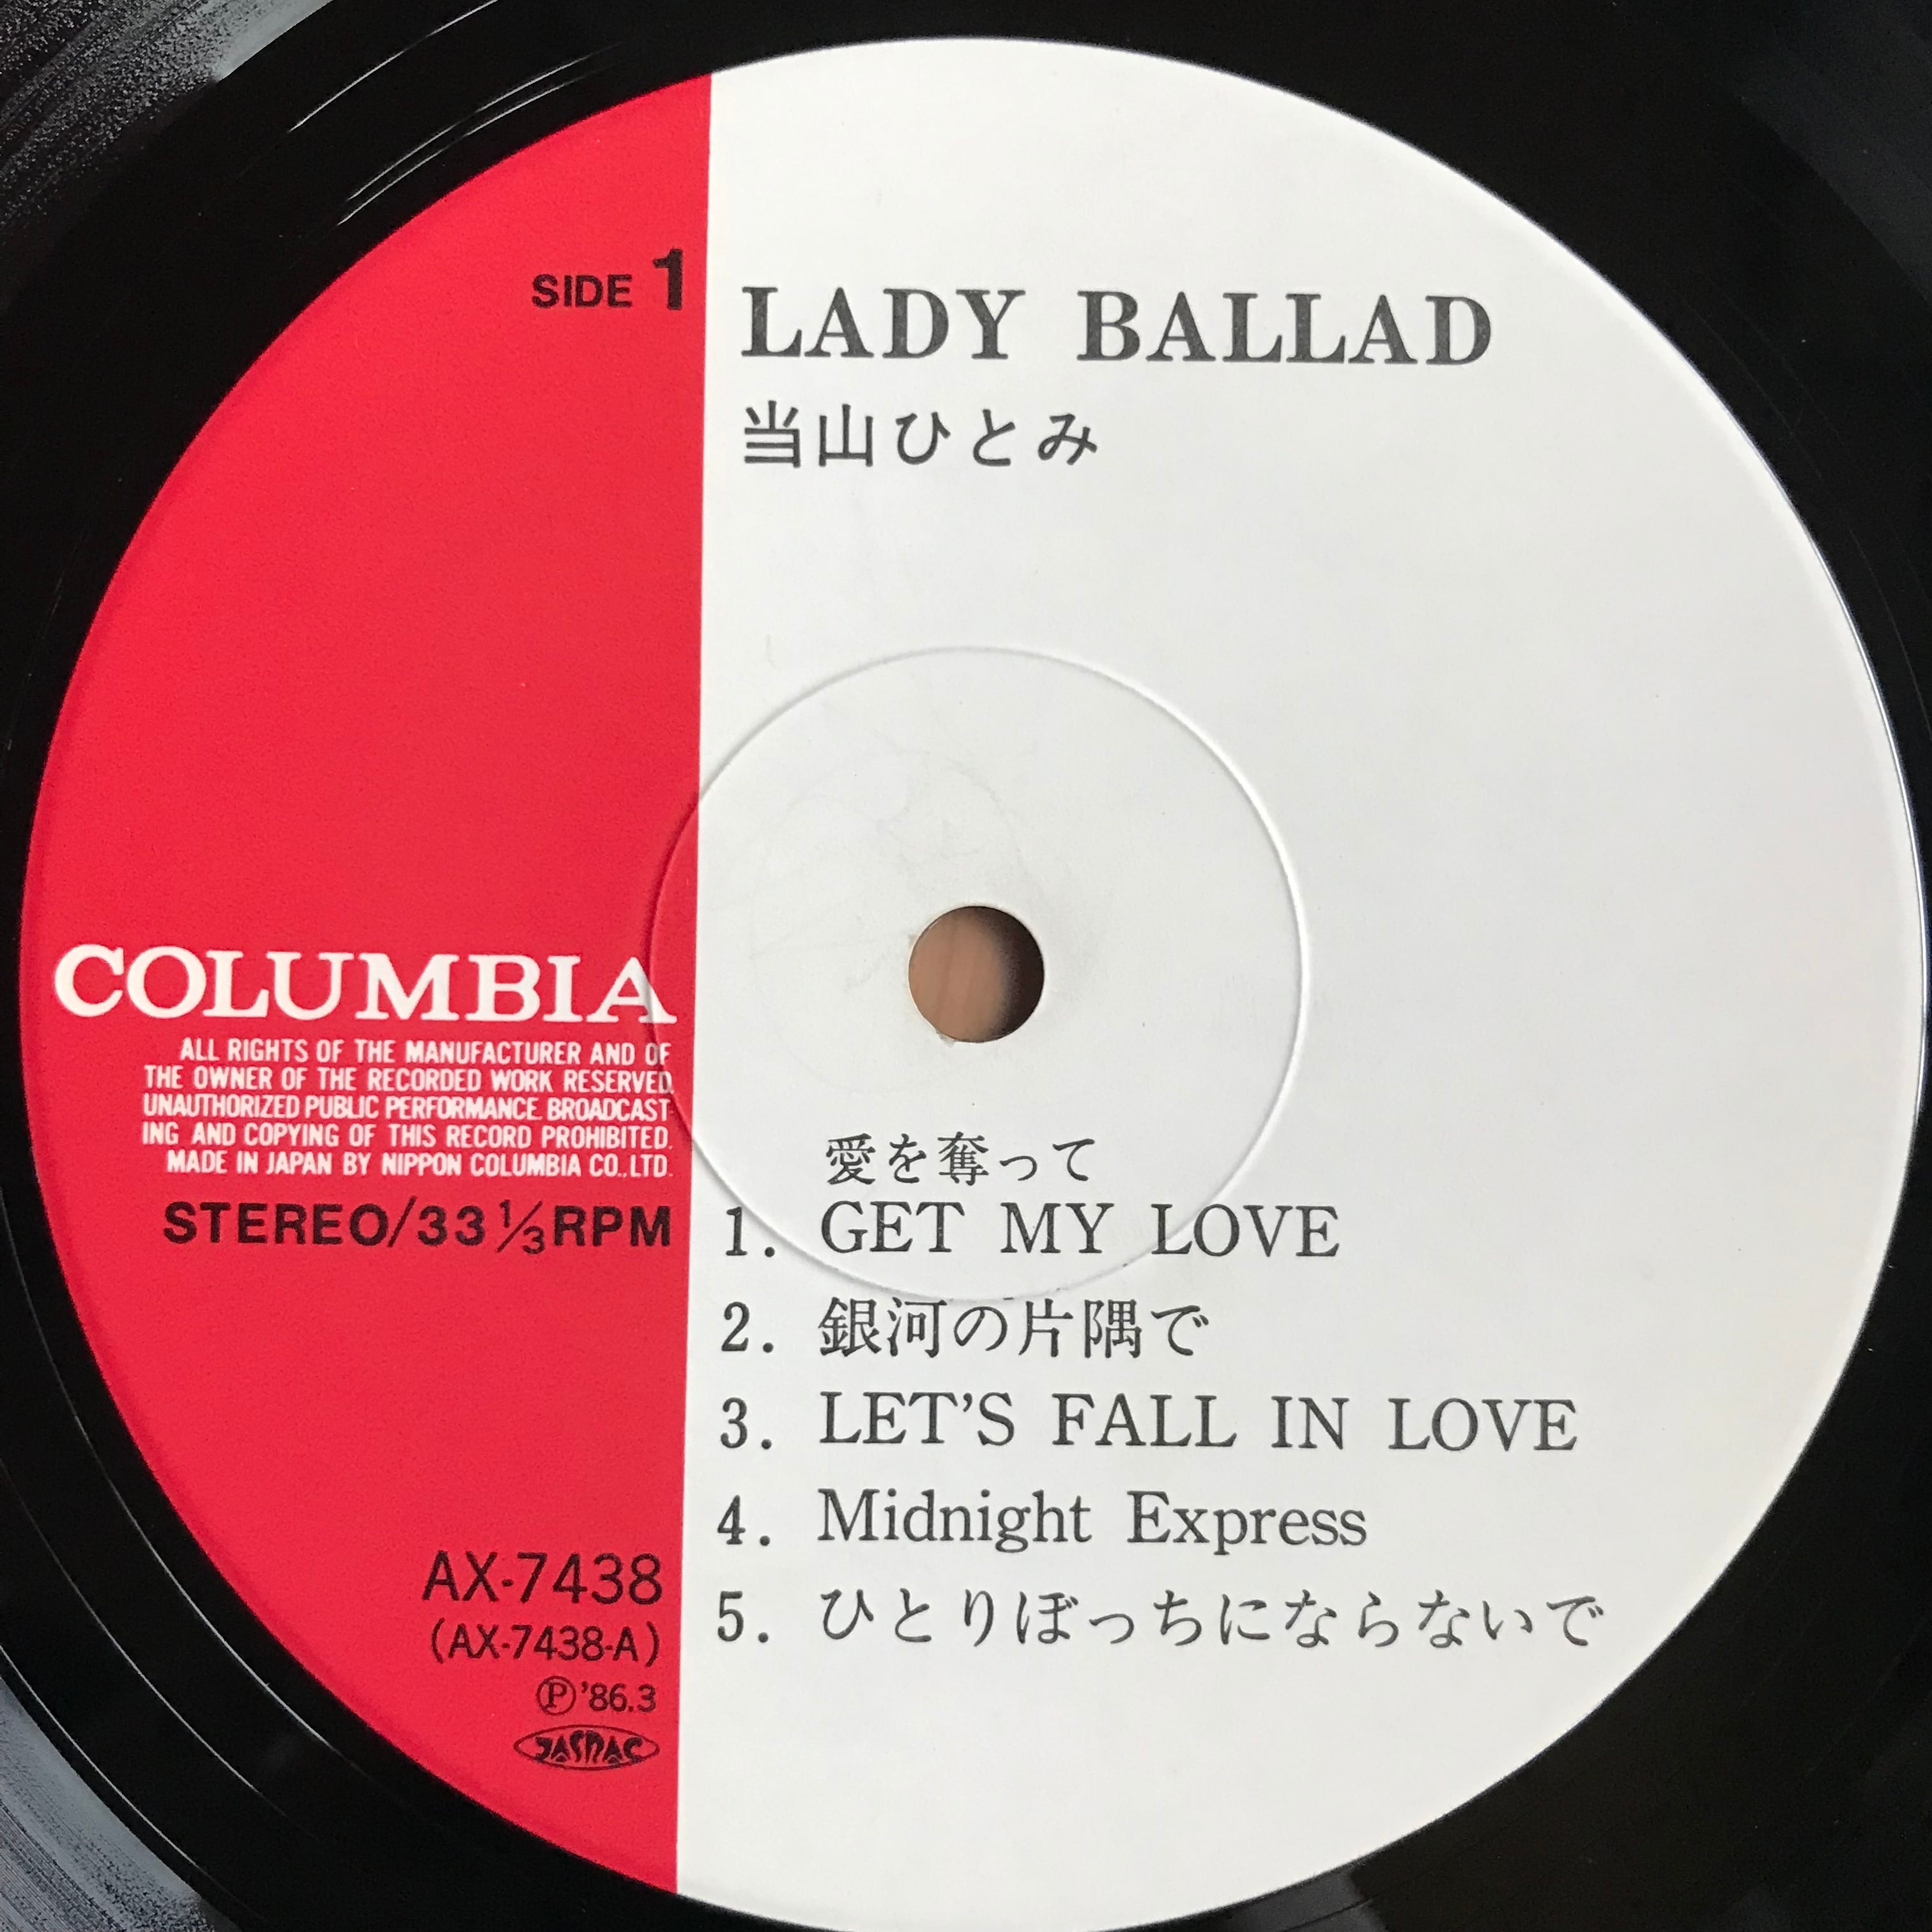 SIDE 1
LADY BALLAD
当山ひとみ
COLUMBIA
ALL RIGHTS OF THE MANUFACTURER AND OF
THE OWNER OF THE RECORDED WORK RESERVED.
UNAUTHORIZED PUBLIC PERFORMANCE. BROADCAST-
ING AND COPYING OF THIS RECORD PROHIBITED.
MADE IN JAPAN BY NIPPON COLUMBIA CO.,LTD.
STEREO/33 1/3 RPM
愛を奪って
1. GET MY LOVE
2. 銀河の片隅で
3. LET'S FALL IN LOVE
4. Midnight Express
5. ひとりぼっちにならないで
AX-7438
(AX-7438-A)
Ⓟ'86.3
JASRAC